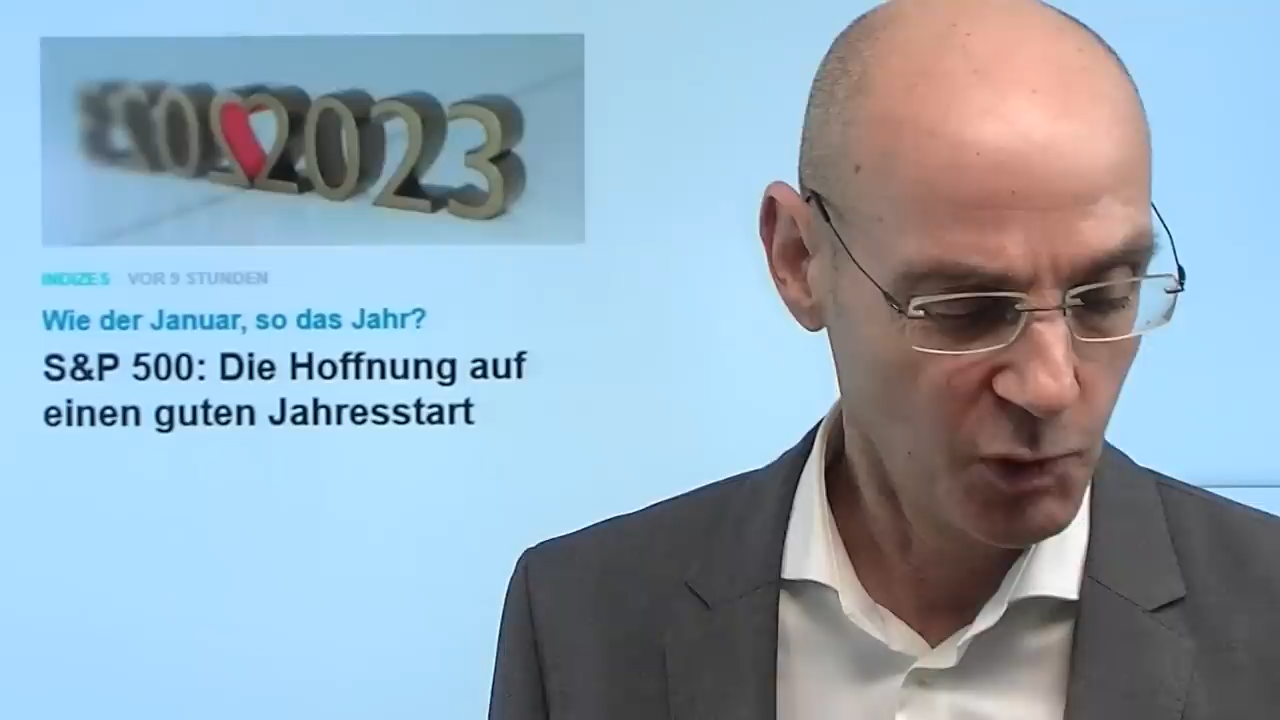 2023
INDIZES VOR 9 STUNDEN
Wie der Januar, so das Jahr?
S&P 500: Die Hoffnung auf
einen guten Jahresstart